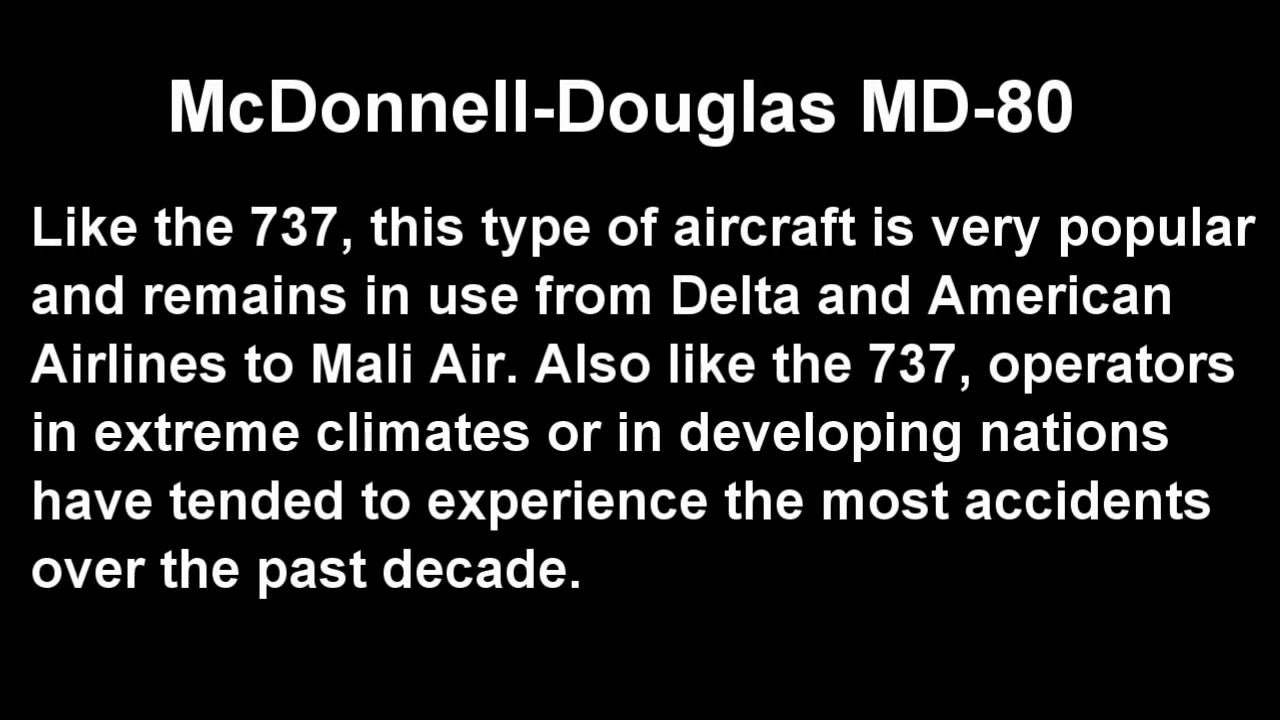 McDonnell-Douglas MD-80
Like the 737, this type of aircraft is very popular
and remains in use from Delta and American
Airlines to Mali Air. Also like the 737, operators
in extreme climates or in developing nations
have tended to experience the most accidents
over the past decade.